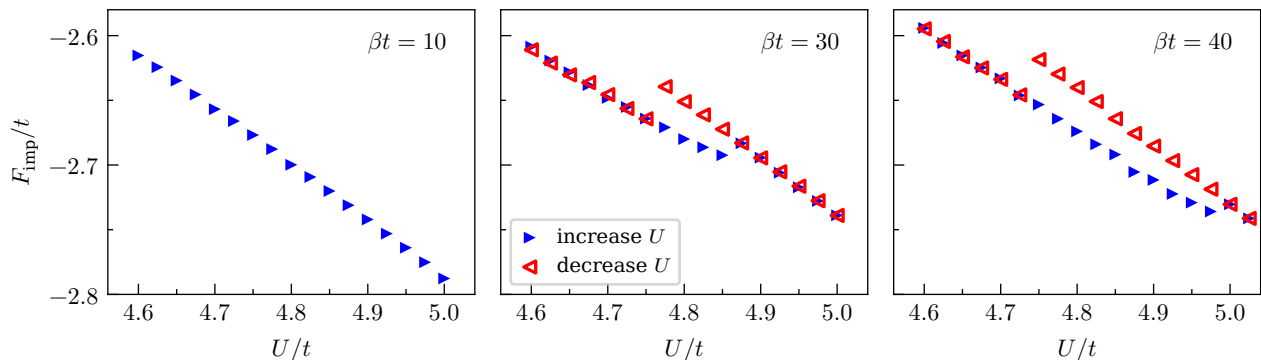 F_imp/t
−2.6
−2.7
−2.8
βt = 10
4.6 4.7 4.8 4.9 5.0
U/t
βt = 30
increase U
decrease U
4.6 4.7 4.8 4.9 5.0
U/t
βt = 40
4.6 4.7 4.8 4.9 5.0
U/t